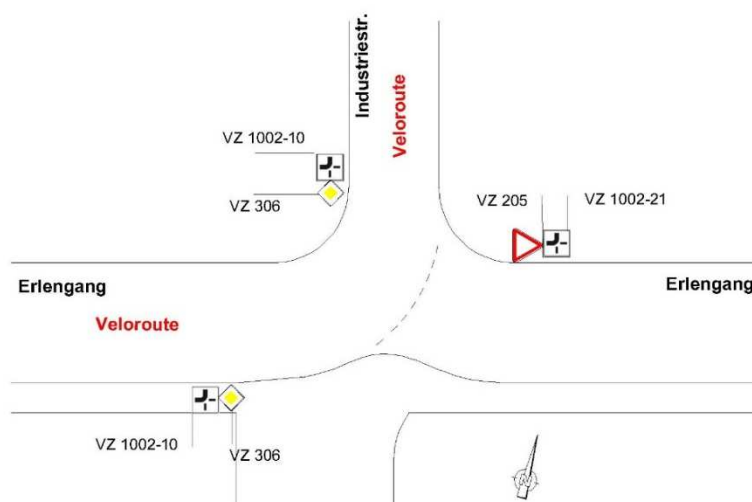 Industriestr.
Veloroute
VZ 1002-10
VZ 306
VZ 205
VZ 1002-21
Erlengang
Erlengang
Veloroute
VZ 1002-10
VZ 306
N